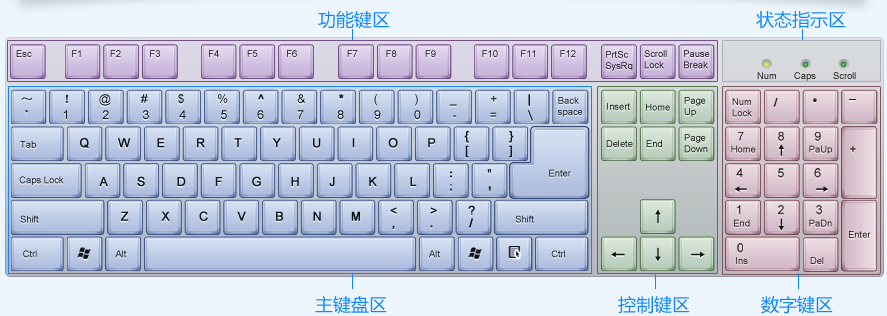 功能键区 状态指示区
Esc F1 F2 F3 F4 F5 F6 F7 F8 F9 F10 F11 F12 PrtSc SysRq Scroll Lock Pause Break
Num Caps Scroll
~ ` ! 1 @ 2 # 3 $ 4 % 5 ^ 6 & 7 * 8 ( 9 ) 0 _ - + = | \ Back space Insert Home Page Up Num Lock / * −
Tab Q W E R T Y U I O P { [ } ] Delete End Page Down 7 Home 8 ↑ 9 PaUp +
Caps Lock A S D F G H J K L : ; " ' Enter 4 ← 5 6 →
Shift Z X C V B N M < , > . ? / Shift ↑ 1 End 2 ↓ 3 PaDn Enter
Ctrl Alt Alt Ctrl ← ↓ → 0 Ins Del
主键盘区 控制键区 数字键区